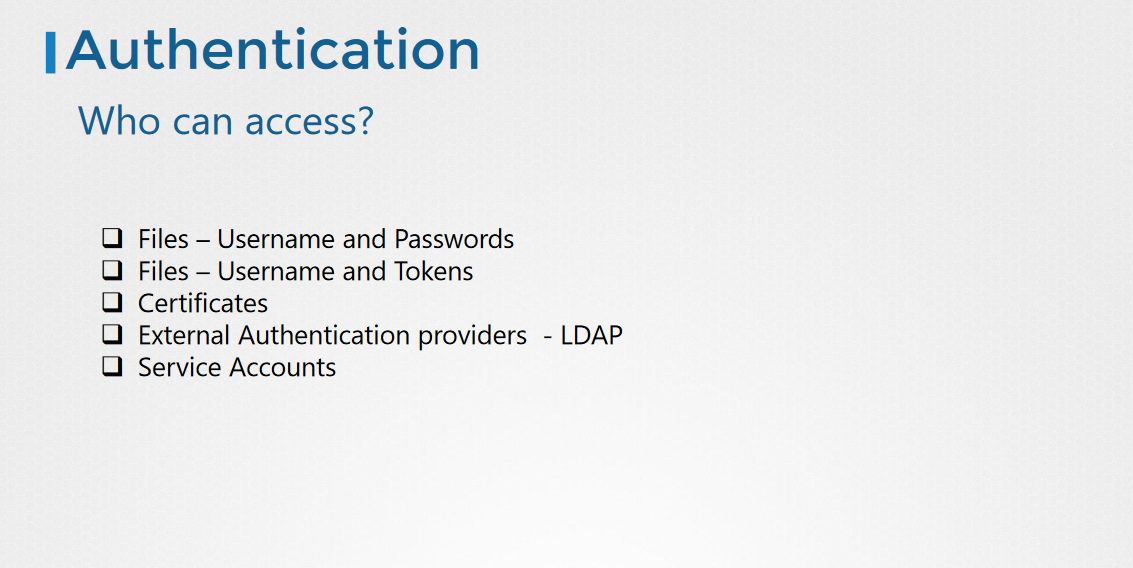 Authentication
Who can access?
Files – Username and Passwords
Files – Username and Tokens
Certificates
External Authentication providers  - LDAP
Service Accounts